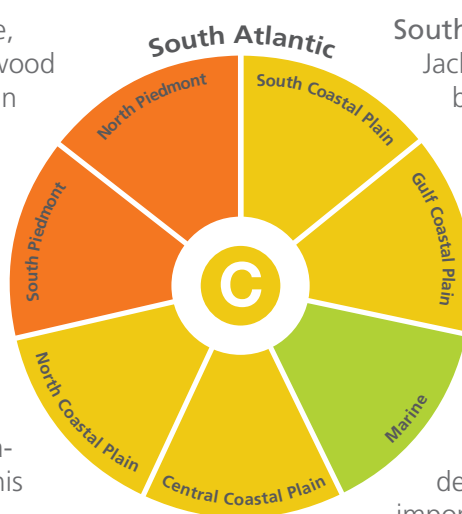 e,
wood
n
South Atlantic
South
Jack
b
North Piedmont
South Coastal Plain
South Piedmont
Gulf Coastal Plain
C
North Coastal Plain
Marine
Central Coastal Plain
n-
his
de